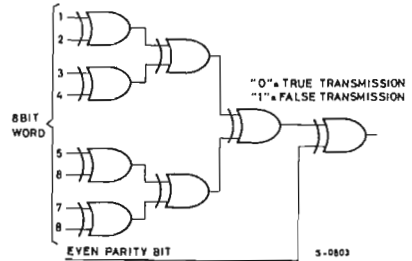 1
2
3
4
8BIT
WORD
5
8
7
8
"0"= TRUE TRANSMISSION
"1"= FALSE TRANSMISSION
EVEN PARITY BIT
S-0803